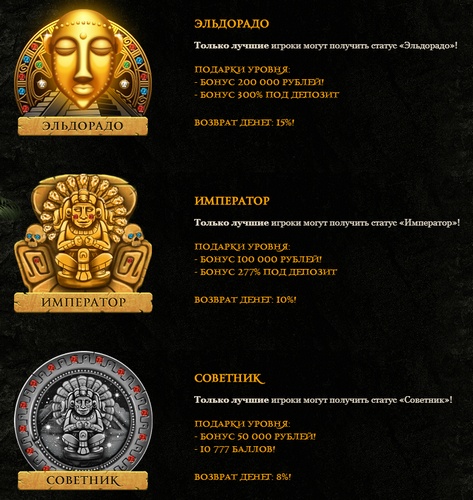 ЭЛЬДОРАДО
Только лучшие игроки могут получить статус «Эльдорадо»!
ПОДАРКИ УРОВНЯ:
- БОНУС 200 000 РУБЛЕЙ!
- БОНУС 300% ПОД ДЕПОЗИТ
ВОЗВРАТ ДЕНЕГ: 15%!
ЭЛЬДОРАДО
ИМПЕРАТОР
Только лучшие игроки могут получить статус «Император»!
ПОДАРКИ УРОВНЯ:
- БОНУС 100 000 РУБЛЕЙ!
- БОНУС 277% ПОД ДЕПОЗИТ
ВОЗВРАТ ДЕНЕГ: 10%!
ИМПЕРАТОР
СОВЕТНИК
Только лучшие игроки могут получить статус «Советник»!
ПОДАРКИ УРОВНЯ:
- БОНУС 50 000 РУБЛЕЙ!
- 10 777 БАЛЛОВ!
ВОЗВРАТ ДЕНЕГ: 8%!
СОВЕТНИК